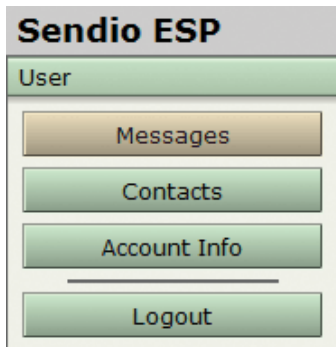 Sendio ESP
User
Messages
Contacts
Account Info
Logout